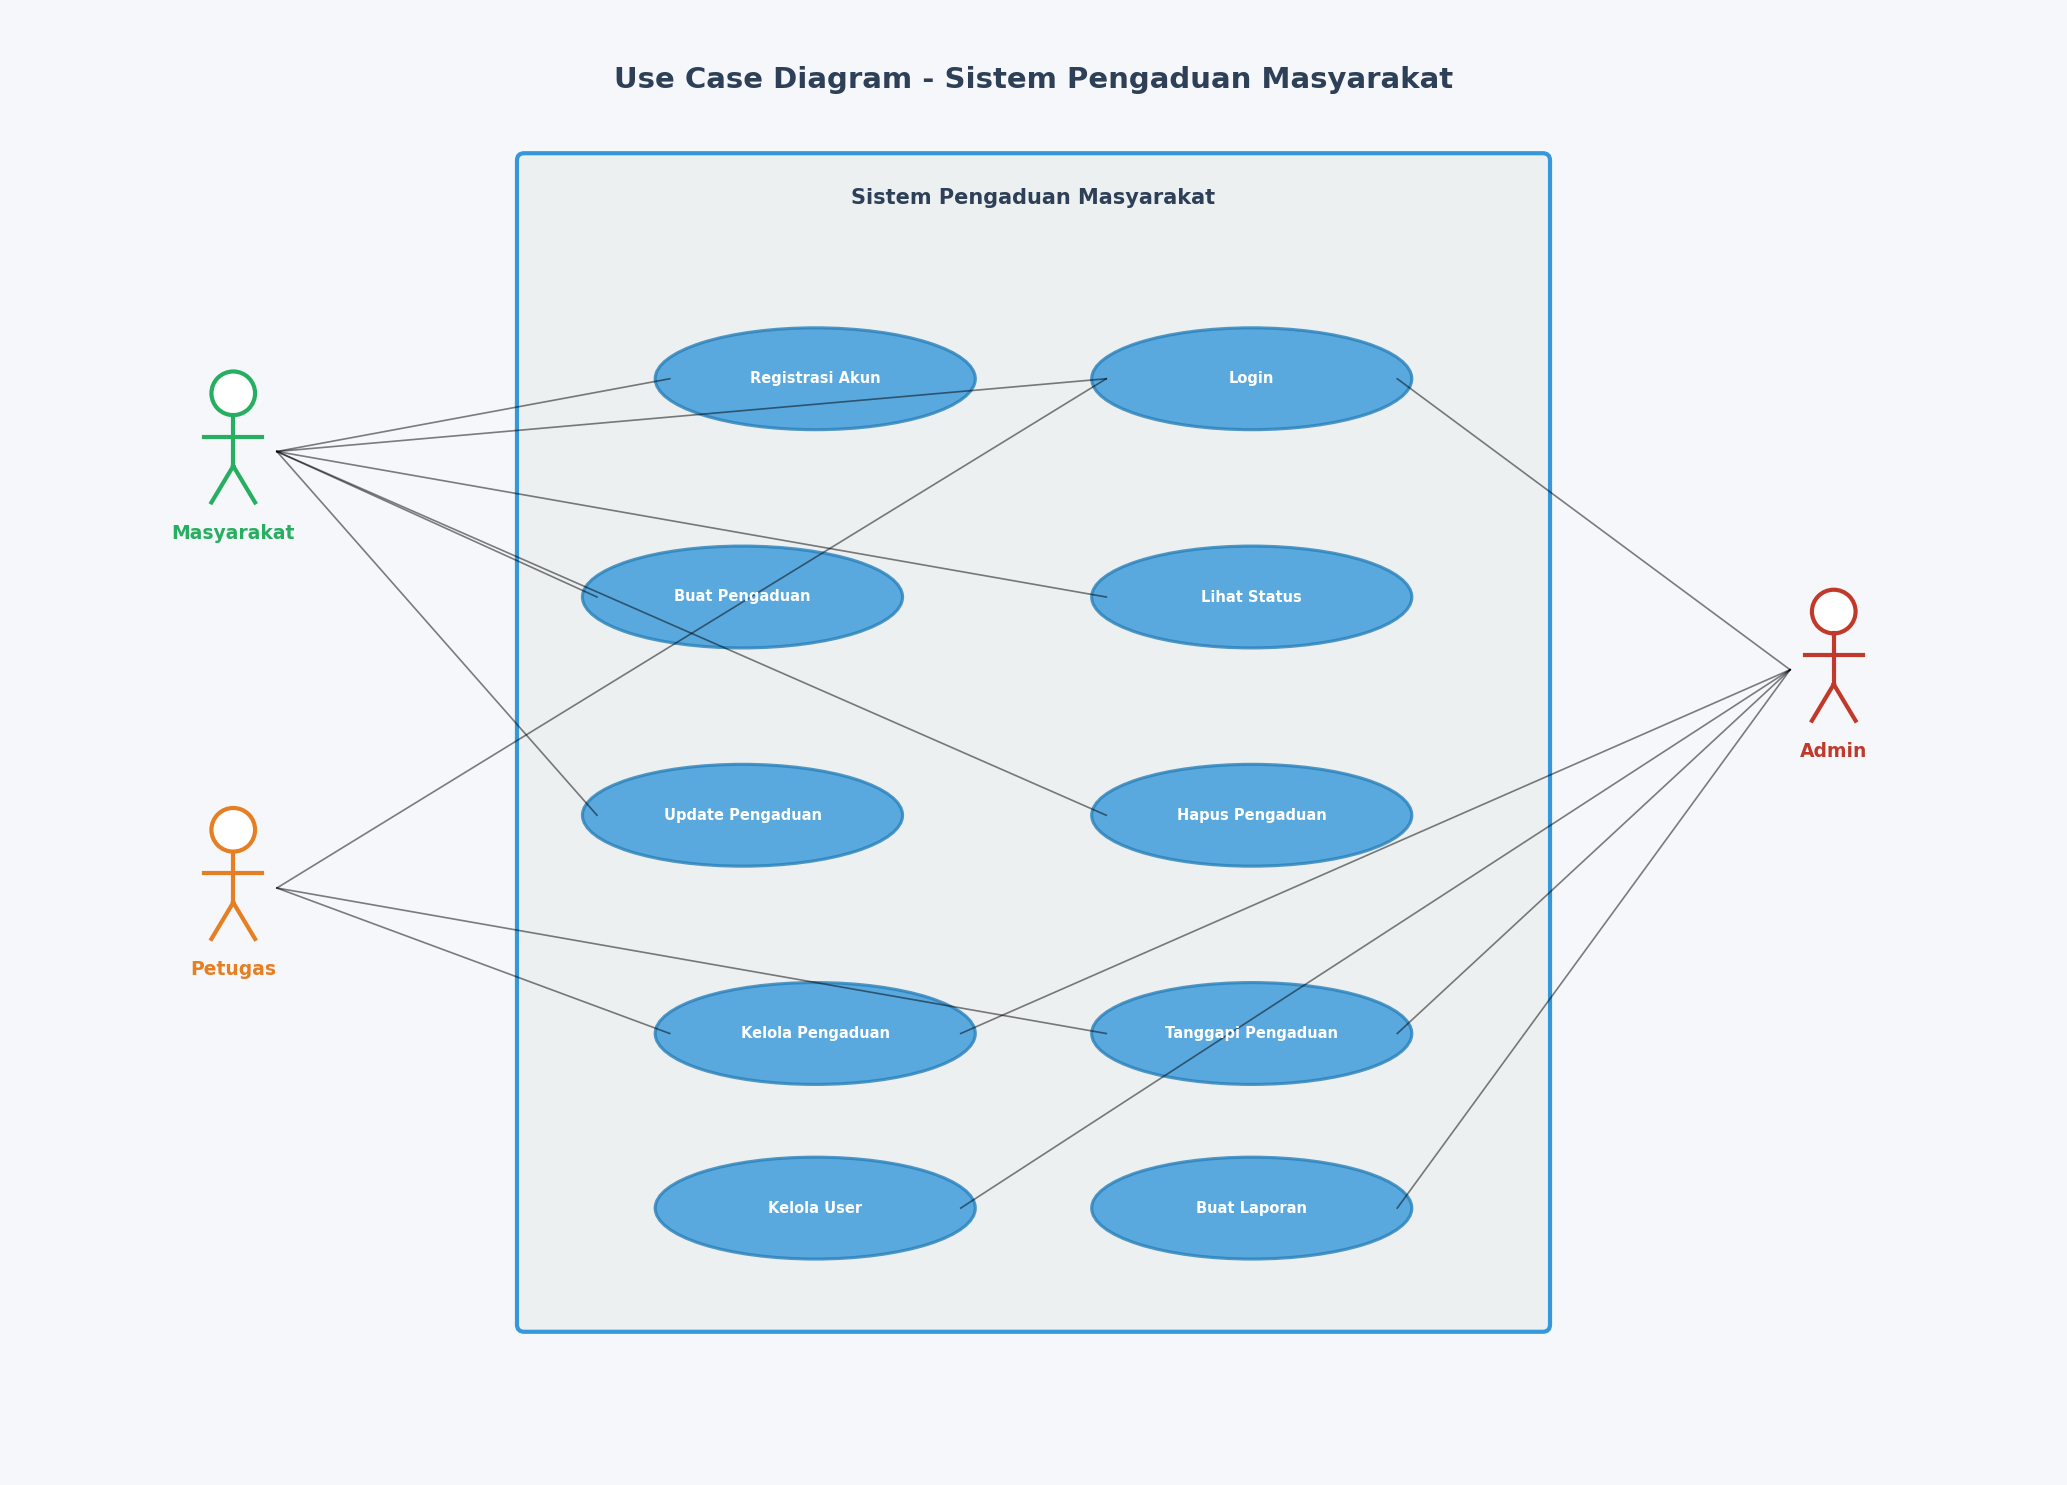 Use Case Diagram - Sistem Pengaduan Masyarakat
Sistem Pengaduan Masyarakat
Registrasi Akun
Login
Masyarakat
Buat Pengaduan
Lihat Status
Admin
Update Pengaduan
Hapus Pengaduan
Petugas
Kelola Pengaduan
Tanggapi Pengaduan
Kelola User
Buat Laporan